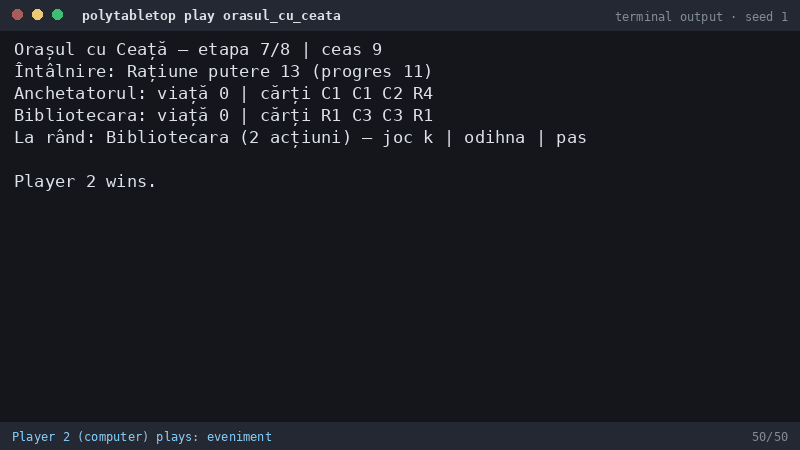 polytabletop play orasul_cu_ceata
terminal output · seed 1
Orașul cu Ceață — etapa 7/8 | ceas 9
Întâlnire: Rațiune putere 13 (progres 11)
Anchetatorul: viață 0 | cărți C1 C1 C2 R4
Bibliotecara: viață 0 | cărți R1 C3 C3 R1
La rând: Bibliotecara (2 acțiuni) — joc k | odihna | pas
Player 2 wins.
Player 2 (computer) plays: eveniment
50/50